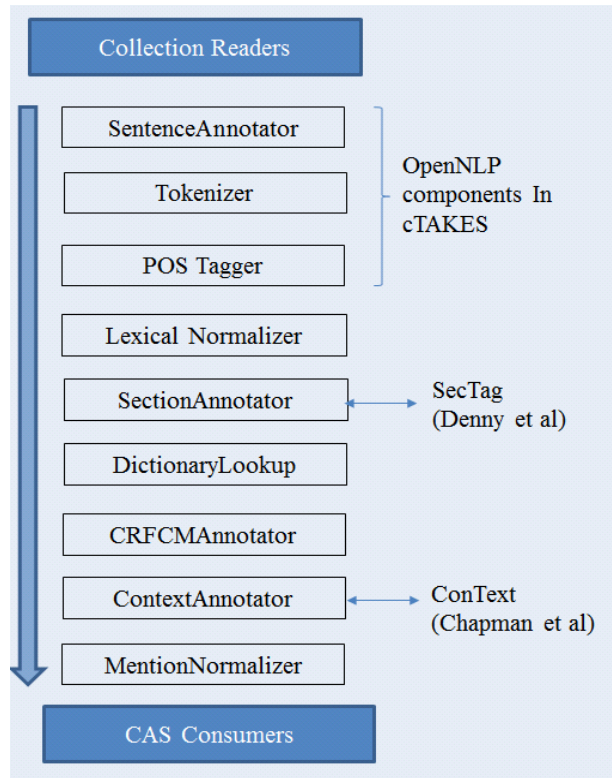 Collection Readers
SentenceAnnotator
Tokenizer
POS Tagger
OpenNLP
components In
cTAKES
Lexical Normalizer
SectionAnnotator
SecTag
(Denny et al)
DictionaryLookup
CRFCMAnnotator
ContextAnnotator
ConText
(Chapman et al)
MentionNormalizer
CAS Consumers